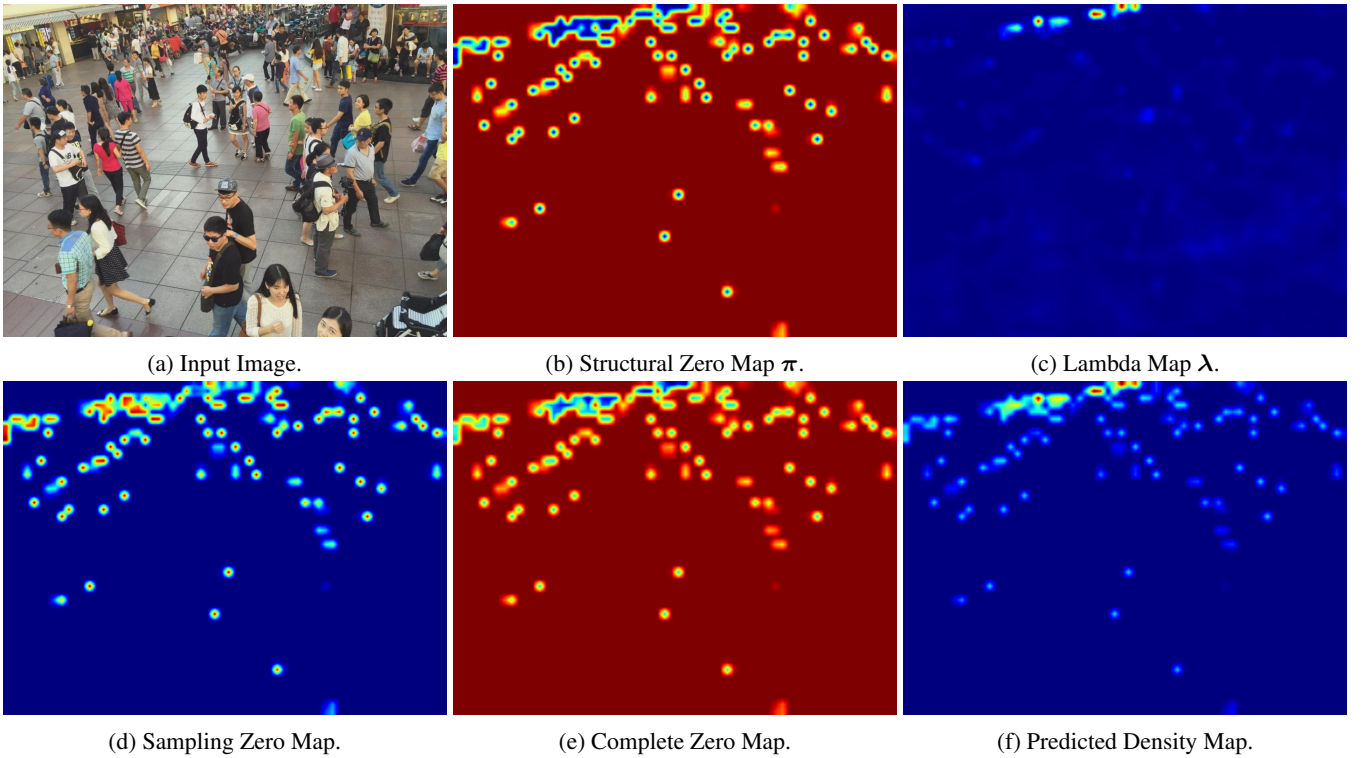 (a) Input Image.
(b) Structural Zero Map π.
(c) Lambda Map λ.
(d) Sampling Zero Map.
(e) Complete Zero Map.
(f) Predicted Density Map.